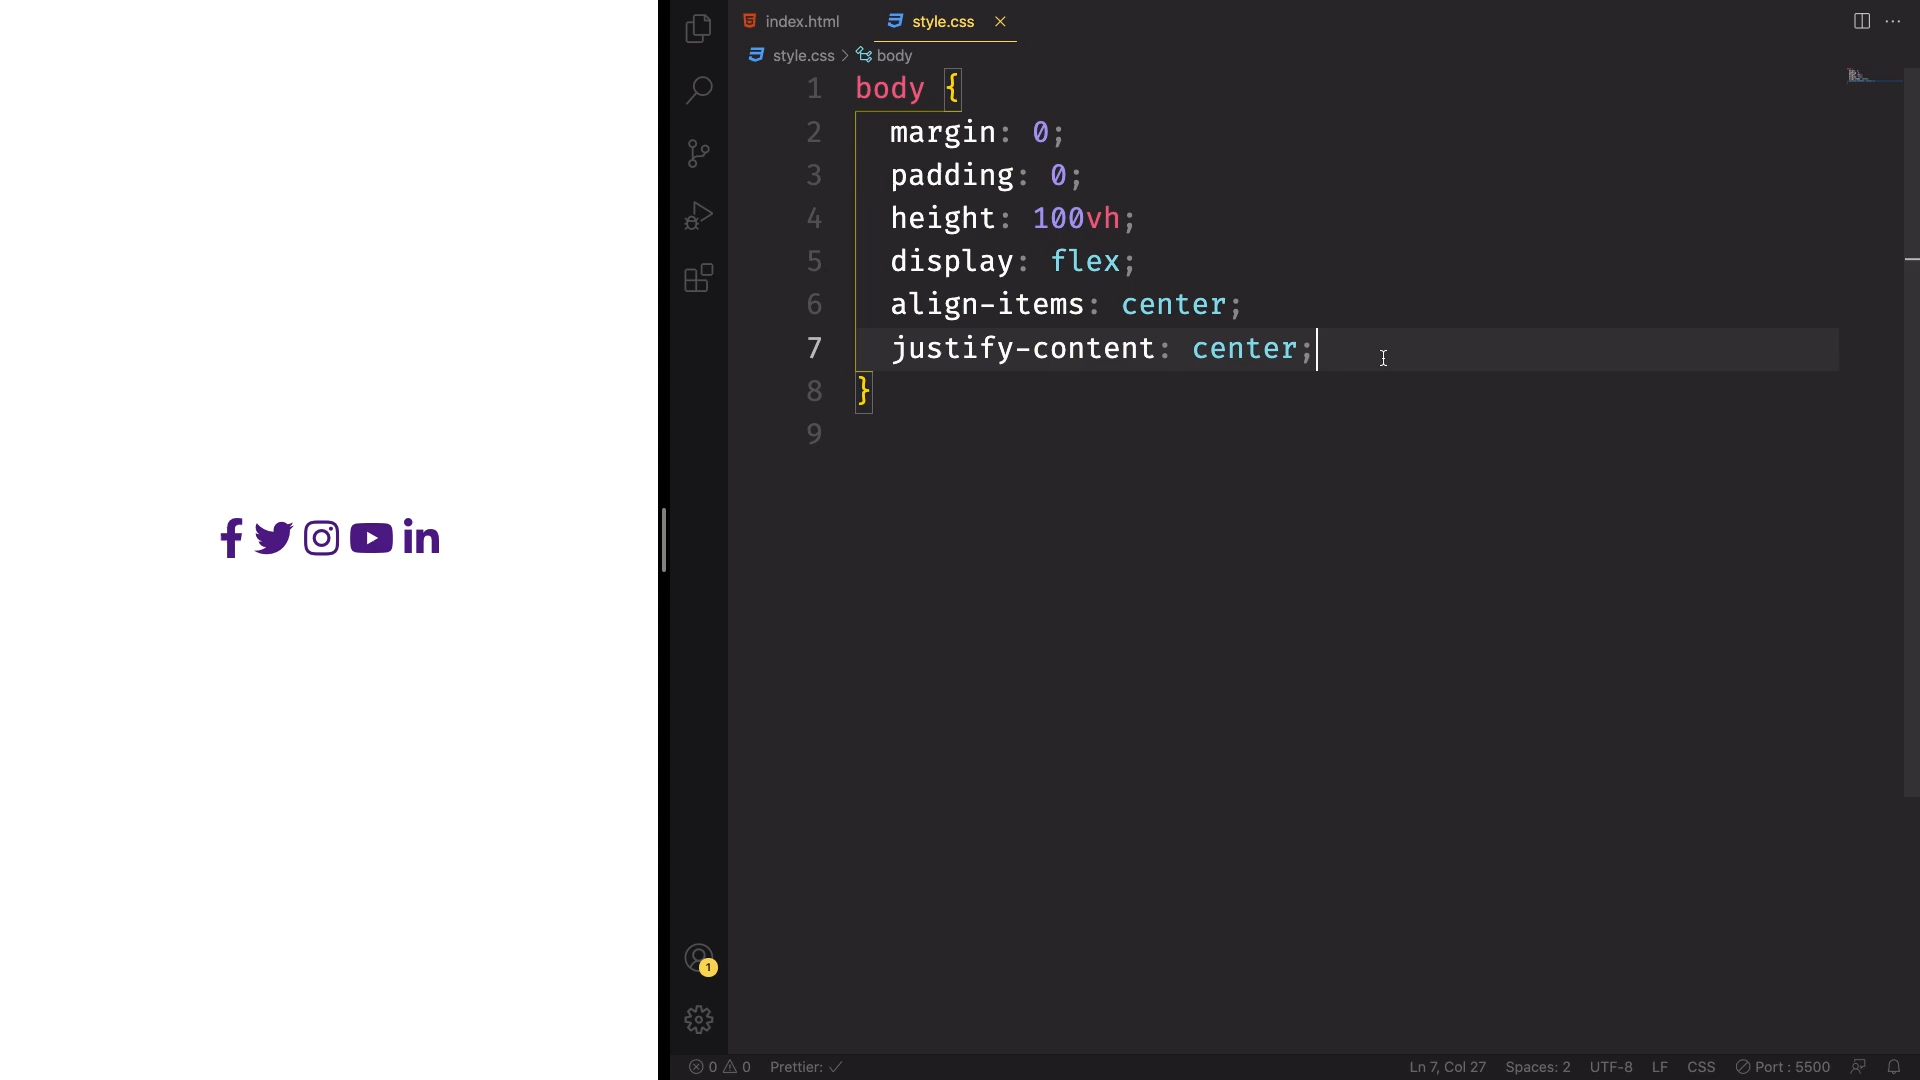 index.html
style.css
style.css > body
1 body {
2 margin: 0;
3 padding: 0;
4 height: 100vh;
5 display: flex;
6 align-items: center;
7 justify-content: center;
8 }
9
in
1
0 0 Prettier: ✓ Ln 7, Col 27 Spaces: 2 UTF-8 LF CSS Port : 5500